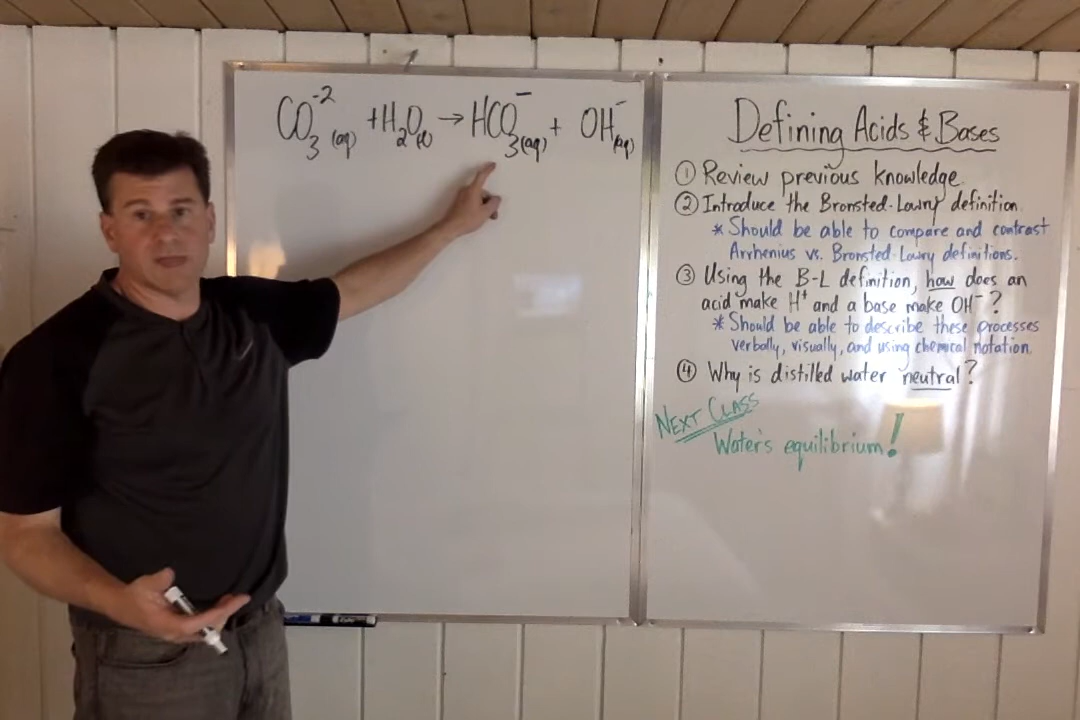 CO₃⁻² (aq) + H₂O(l) → HCO₃⁻(aq) + OH⁻(aq)
Defining Acids & Bases
① Review previous knowledge.
② Introduce the Bronsted-Lowry definition
* Should be able to compare and contrast
Arrhenius vs. Bronsted-Lowry definitions.
③ Using the B-L definition, how does an
acid make H⁺ and a base make OH⁻?
* Should be able to describe these processes
verbally, visually, and using chemical notation.
④ Why is distilled water neutral?
NEXT CLASS
Water's equilibrium!